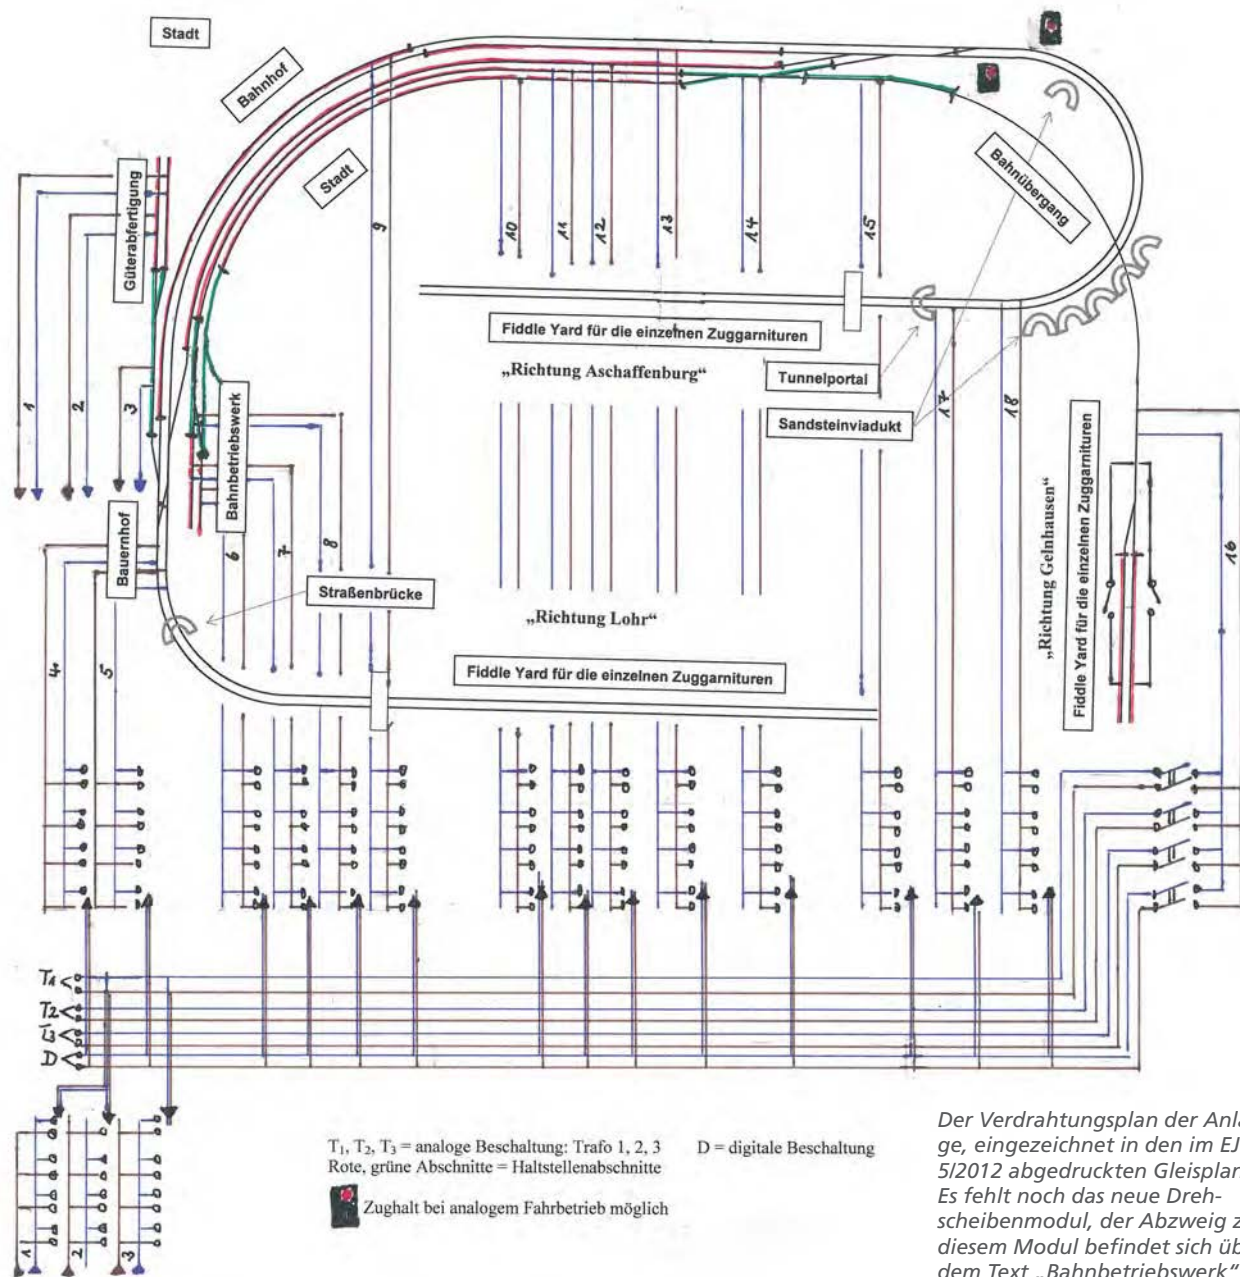 Stadt
Bahnhof
Stadt
Güterabfertigung
Bahnübergang
1
2
3
9
10
11
12
13
14
15
Fiddle Yard für die einzelnen Zuggarnituren
„Richtung Aschaffenburg“
Tunnelportal
Sandsteinviadukt
17
18
Bahnbetriebswerk
Bauernhof
Straßenbrücke
4
5
6
7
8
„Richtung Lohr“
Fiddle Yard für die einzelnen Zuggarnituren
„Richtung Gelnhausen“
Fiddle Yard für die einzelnen Zuggarnituren
16
T1
T2
T3
D
1
2
3
T1, T2, T3 = analoge Beschaltung: Trafo 1, 2, 3 D = digitale Beschaltung
Rote, grüne Abschnitte = Haltstellenabschnitte
Zughalt bei analogem Fahrbetrieb möglich
Der Verdrahtungsplan der Anla
ge, eingezeichnet in den im EJ
5/2012 abgedruckten Gleisplan
Es fehlt noch das neue Dreh-
scheibenmodul, der Abzweig z
diesem Modul befindet sich üb
dem Text „Bahnbetriebswerk“